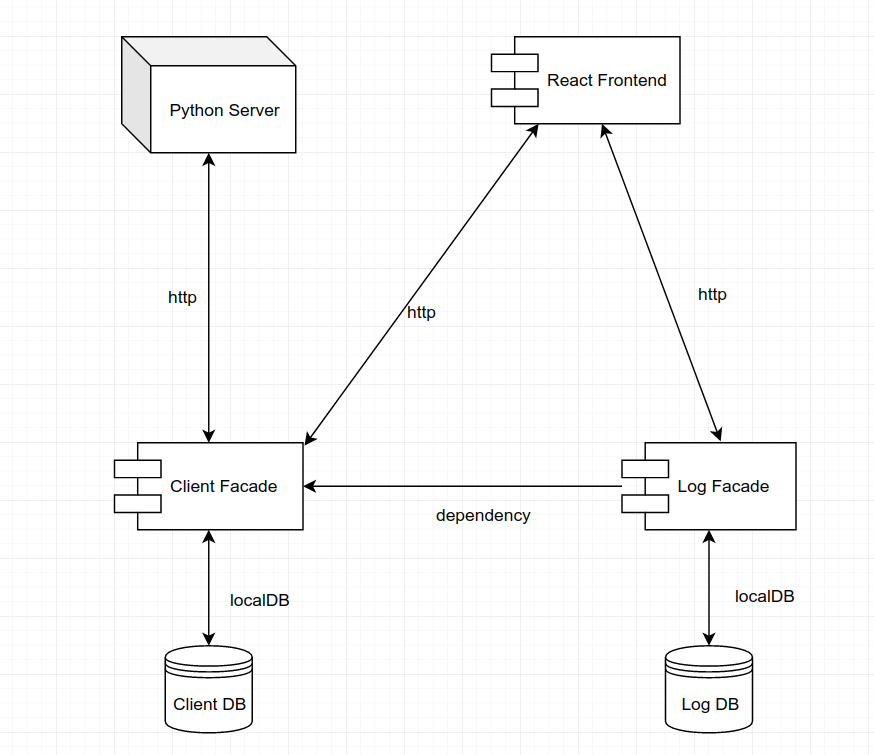 React Frontend
Python Server
http
http
http
Client Facade
Log Facade
dependency
localDB
localDB
Client DB
Log DB